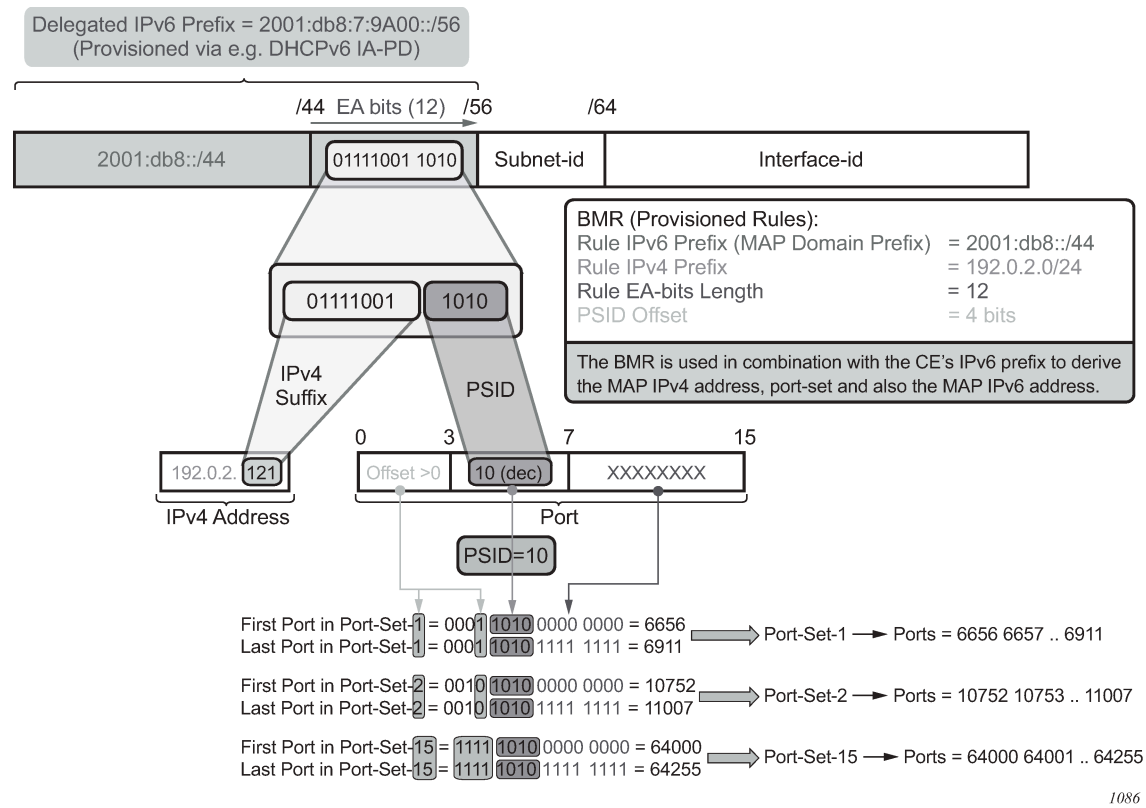 Delegated IPv6 Prefix = 2001:db8:7:9A00::/56
(Provisioned via e.g. DHCPv6 IA-PD)
/44 EA bits (12) /56 /64
2001:db8::/44 01111001 1010 Subnet-id Interface-id
BMR (Provisioned Rules):
Rule IPv6 Prefix (MAP Domain Prefix) = 2001:db8::/44
Rule IPv4 Prefix = 192.0.2.0/24
Rule EA-bits Length = 12
PSID Offset = 4 bits
The BMR is used in combination with the CE's IPv6 prefix to derive
the MAP IPv4 address, port-set and also the MAP IPv6 address.
01111001 1010
IPv4
Suffix
PSID
0 3 7 15
192.0.2. 121 Offset >0 10 (dec) XXXXXXXX
IPv4 Address Port
PSID=10
First Port in Port-Set-1 = 0001 1010 0000 0000 = 6656
Last Port in Port-Set-1 = 0001 1010 1111 1111 = 6911
Port-Set-1 Ports = 6656 6657 .. 6911
First Port in Port-Set-2 = 0010 1010 0000 0000 = 10752
Last Port in Port-Set-2 = 0010 1010 1111 1111 = 11007
Port-Set-2 Ports = 10752 10753 .. 11007
First Port in Port-Set-15 = 1111 1010 0000 0000 = 64000
Last Port in Port-Set-15 = 1111 1010 1111 1111 = 64255
Port-Set-15 Ports = 64000 64001 .. 64255
1086